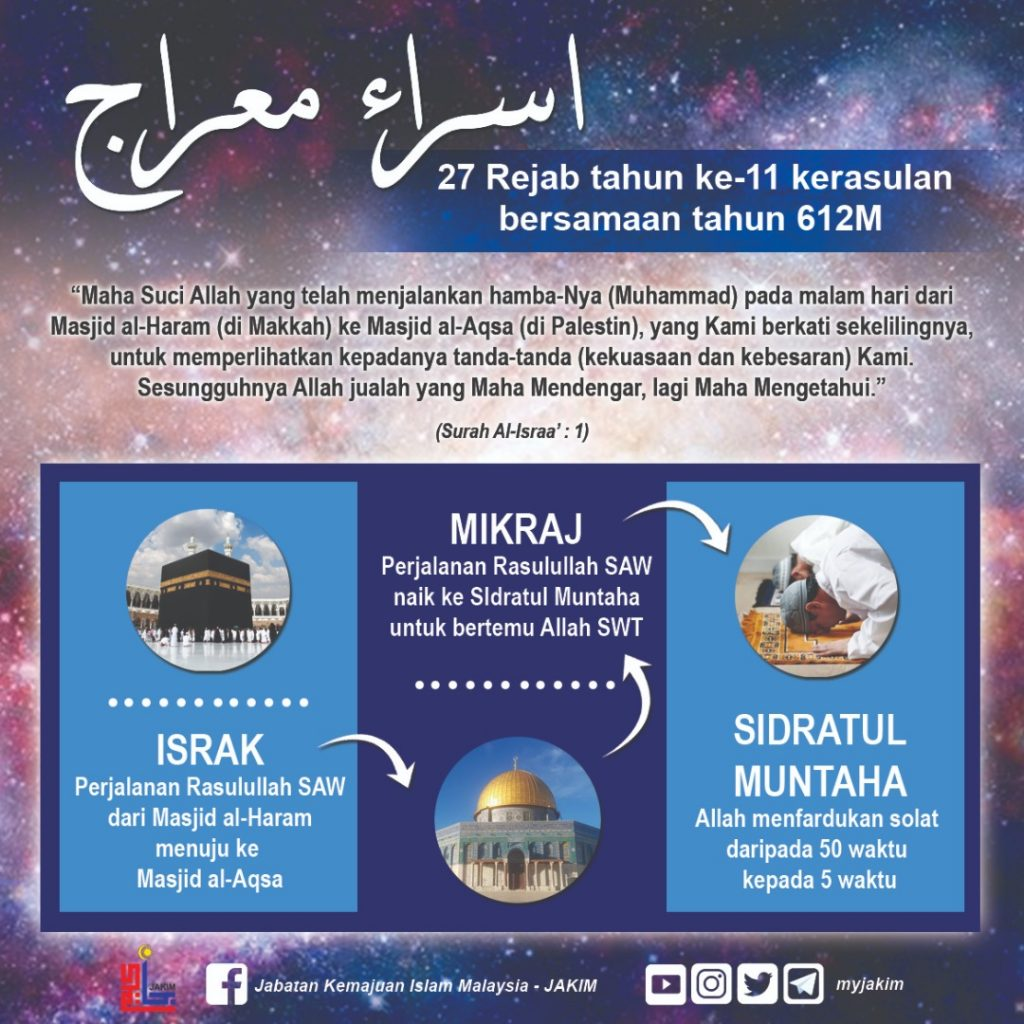 اسراء معراج
27 Rejab tahun ke-11 kerasulan
bersamaan tahun 612M
“Maha Suci Allah yang telah menjalankan hamba-Nya (Muhammad) pada malam hari dari
Masjid al-Haram (di Makkah) ke Masjid al-Aqsa (di Palestin), yang Kami berkati sekelilingnya,
untuk memperlihatkan kepadanya tanda-tanda (kekuasaan dan kebesaran) Kami.
Sesungguhnya Allah jualah yang Maha Mendengar, lagi Maha Mengetahui.”
(Surah Al-Israa’ : 1)
ISRAK
Perjalanan Rasulullah SAW
dari Masjid al-Haram
menuju ke
Masjid al-Aqsa
MIKRAJ
Perjalanan Rasulullah SAW
naik ke SIdratul Muntaha
untuk bertemu Allah SWT
SIDRATUL
MUNTAHA
Allah menfardukan solat
daripada 50 waktu
kepada 5 waktu
JAKIM
Jabatan Kemajuan Islam Malaysia - JAKIM
myjakim